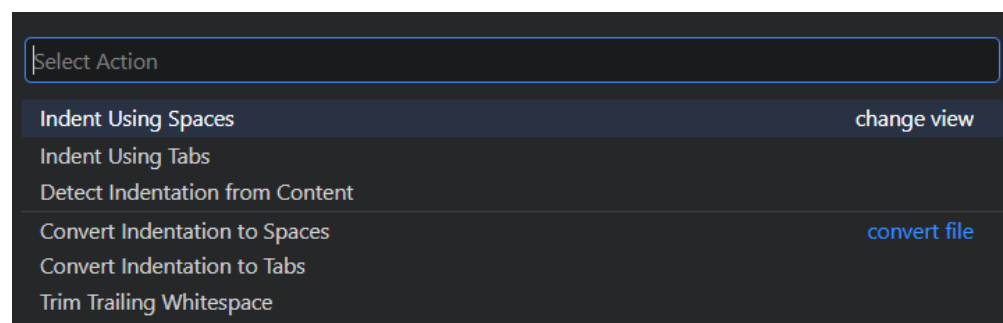 Select Action
Indent Using Spaces change view
Indent Using Tabs
Detect Indentation from Content
Convert Indentation to Spaces convert file
Convert Indentation to Tabs
Trim Trailing Whitespace